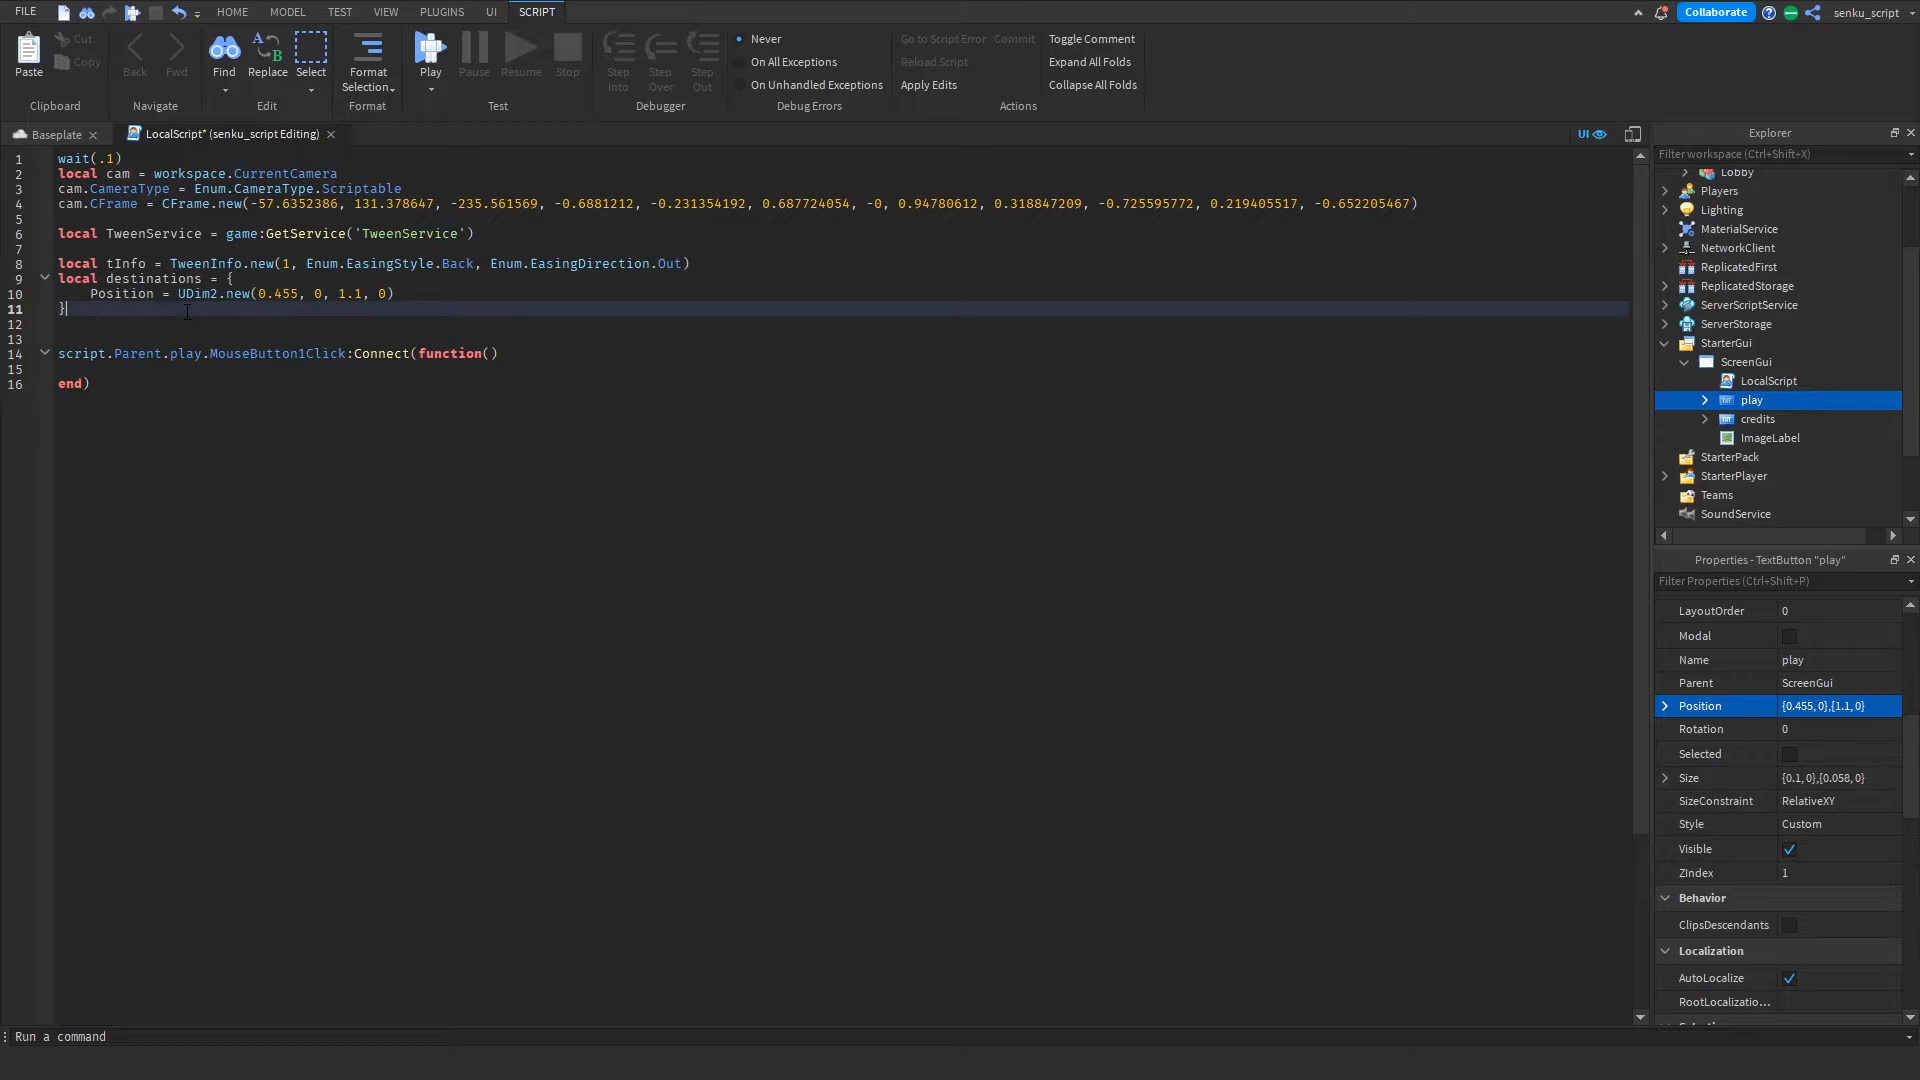 FILE
HOME
MODEL
TEST
VIEW
PLUGINS
UI
SCRIPT
Collaborate
senku_script
Paste
Cut
Copy
Clipboard
Back
Fwd
Navigate
Find
Replace
Select
Edit
Format
Selection
Format
Play
Pause
Resume
Stop
Test
Step
Into
Step
Over
Step
Out
Debugger
Never
On All Exceptions
On Unhandled Exceptions
Debug Errors
Go to Script Error
Commit
Reload Script
Apply Edits
Toggle Comment
Expand All Folds
Collapse All Folds
Actions
Baseplate
LocalScript* (senku_script Editing)
UI
1 wait(.1)
2 local cam = workspace.CurrentCamera
3 cam.CameraType = Enum.CameraType.Scriptable
4 cam.CFrame = CFrame.new(-57.6352386, 131.378647, -235.561569, -0.6881212, -0.231354192, 0.687724054, -0, 0.94780612, 0.318847209, -0.725595772, 0.219405517, -0.652205467)
5
6 local TweenService = game:GetService('TweenService')
7
8 local tInfo = TweenInfo.new(1, Enum.EasingStyle.Back, Enum.EasingDirection.Out)
9 local destinations = {
10 Position = UDim2.new(0.455, 0, 1.1, 0)
11 }
12
13
14 script.Parent.play.MouseButton1Click:Connect(function()
15
16 end)
Explorer
Filter workspace (Ctrl+Shift+X)
Lobby
Players
Lighting
MaterialService
NetworkClient
ReplicatedFirst
ReplicatedStorage
ServerScriptService
ServerStorage
StarterGui
ScreenGui
LocalScript
play
credits
ImageLabel
StarterPack
StarterPlayer
Teams
SoundService
Properties - TextButton "play"
Filter Properties (Ctrl+Shift+P)
LayoutOrder 0
Modal
Name play
Parent ScreenGui
Position {0.455, 0},{1.1, 0}
Rotation 0
Selected
Size {0.1, 0},{0.058, 0}
SizeConstraint RelativeXY
Style Custom
Visible
ZIndex 1
Behavior
ClipsDescendants
Localization
AutoLocalize
RootLocalizatio...
Run a command